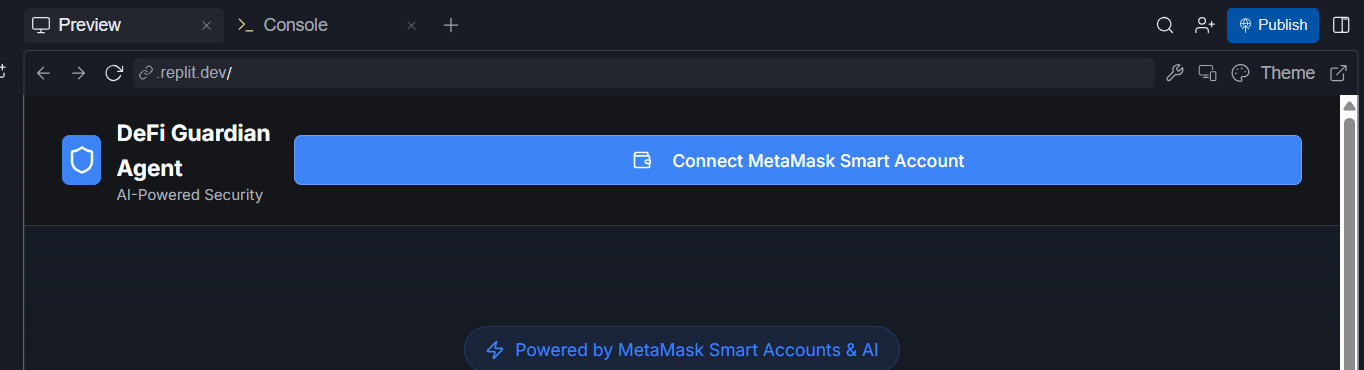 Preview
Console
Publish
.replit.dev/
Theme
DeFi Guardian
Agent
AI-Powered Security
Connect MetaMask Smart Account
Powered by MetaMask Smart Accounts & AI